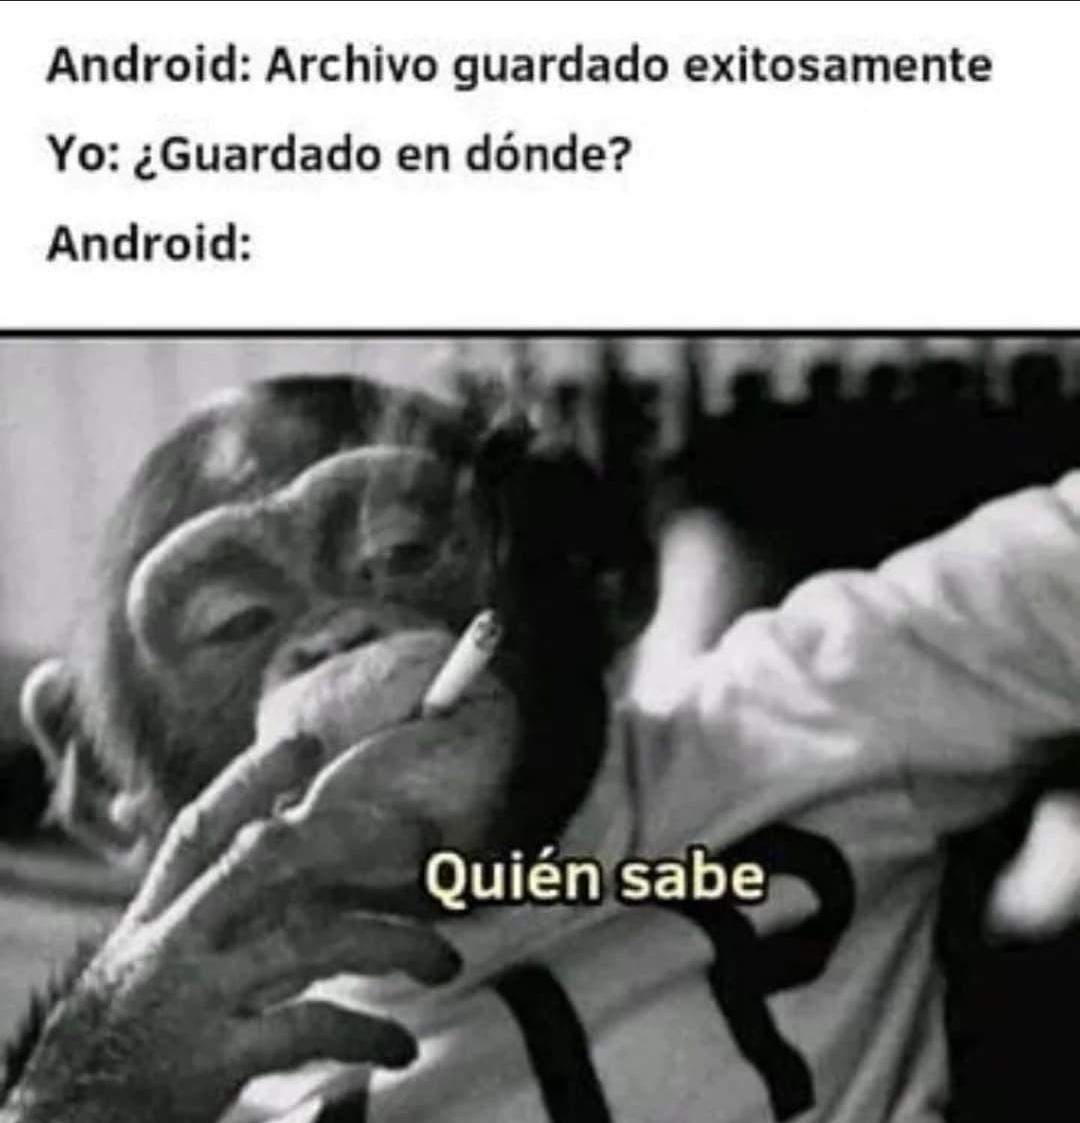 Android: Archivo guardado exitosamente
Yo: ¿Guardado en dónde?
Android:
Quién sabe